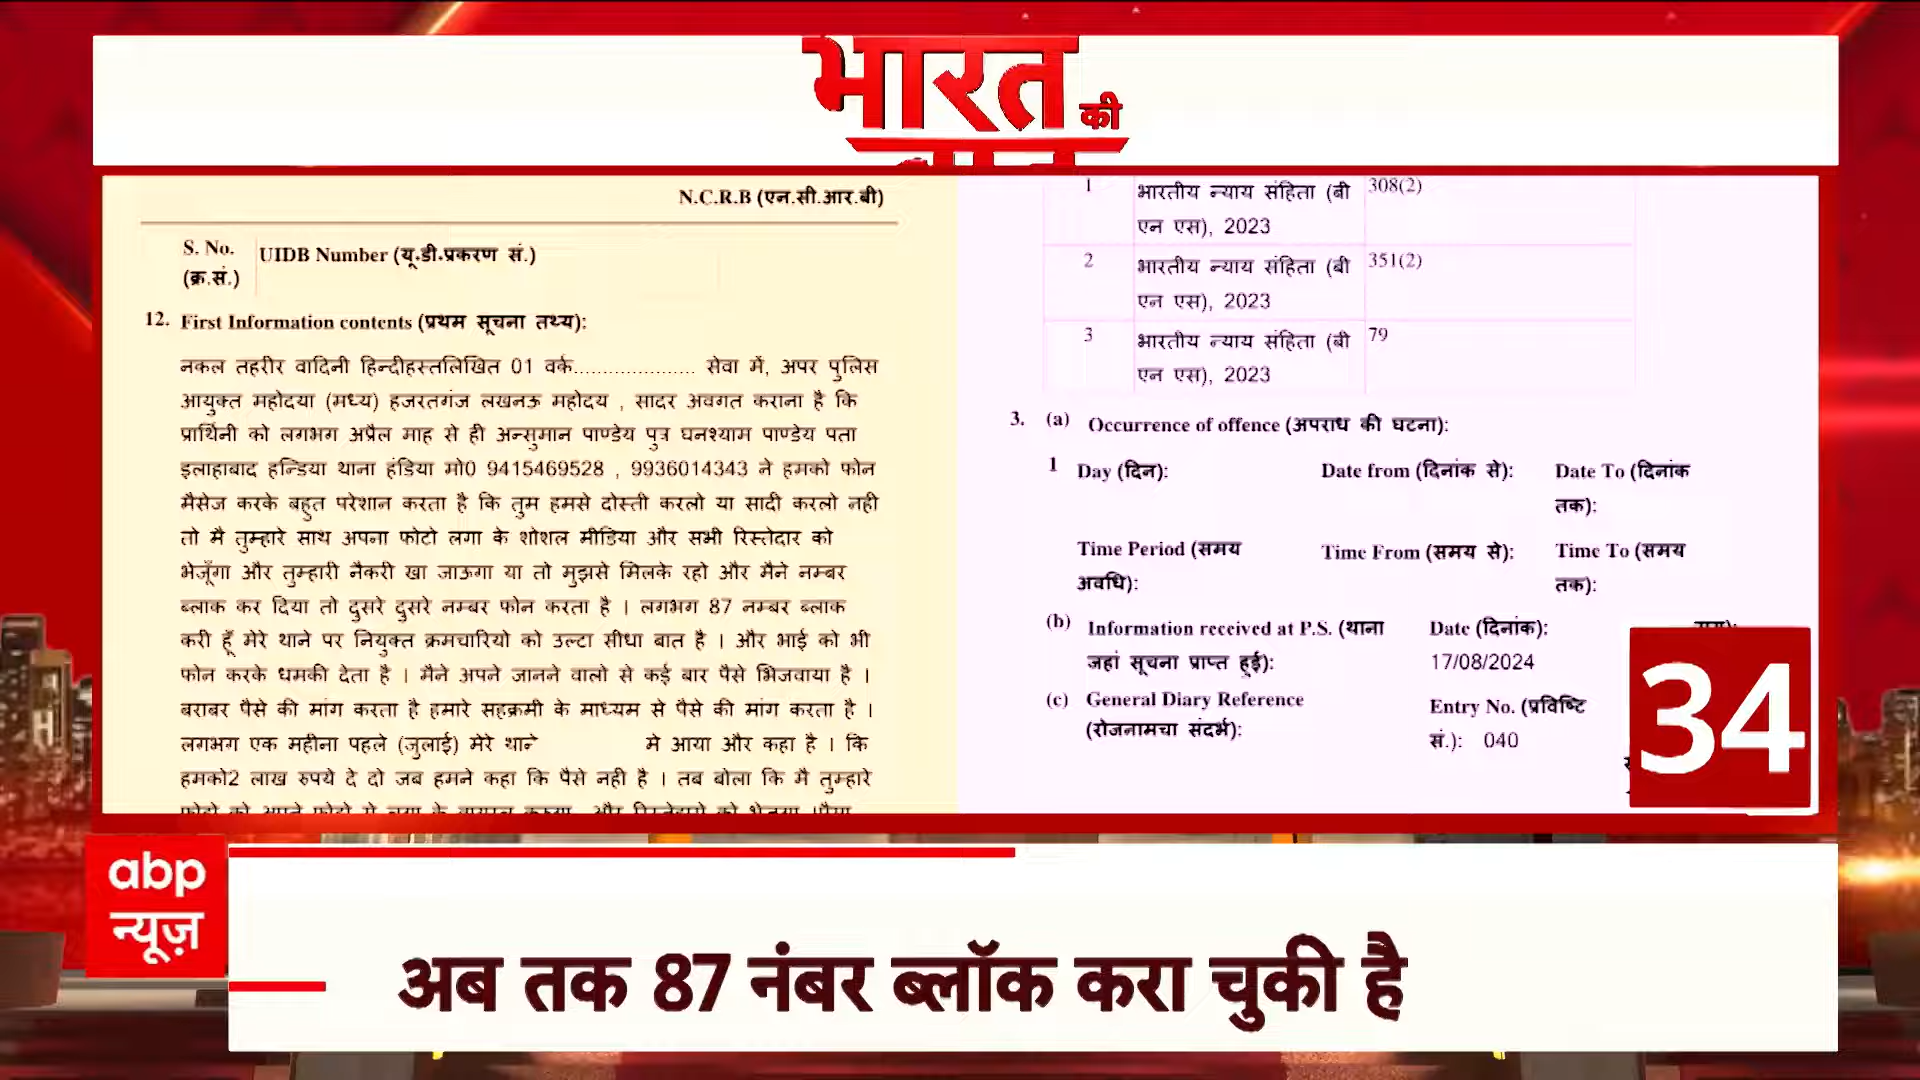 भारत की
N.C.R.B (एन.सी.आर.बी)
S. No. UIDB Number (यू.डी.प्रकरण सं.)
(क्र.सं.)
12. First Information contents (प्रथम सूचना तथ्य):
नकल तहरीर वादिनी हिन्दीहस्तलिखित 01 वर्क..................... सेवा में, अपर पुलिस
आयुक्त महोदया (मध्य) हजरतगंज लखनऊ महोदय , सादर अवगत कराना है कि
प्रार्थिनी को लगभग अप्रैल माह से ही अन्सुमान पाण्डेय पुत्र घनश्याम पाण्डेय पता
इलाहाबाद हन्डिया थाना हंडिया मो0 9415469528 , 9936014343 ने हमको फोन
मैसेज करके बहुत परेशान करता है कि तुम हमसे दोस्ती करलो या सादी करलो नही
तो मै तुम्हारे साथ अपना फोटो लगा के शोशल मीडिया और सभी रिस्तेदार को
भेजूँगा और तुम्हारी नैकरी खा जाऊगा या तो मुझसे मिलके रहो और मैने नम्बर
ब्लाक कर दिया तो दुसरे दुसरे नम्बर फोन करता है । लगभग 87 नम्बर ब्लाक
करी हूँ मेरे थाने पर नियुक्त क्रमचारियो को उल्टा सीधा बात है । और भाई को भी
फोन करके धमकी देता है । मैने अपने जानने वालो से कई बार पैसे भिजवाया है ।
बराबर पैसे की मांग करता है हमारे सहक्रमी के माध्यम से पैसे की मांग करता है ।
लगभग एक महीना पहले (जुलाई) मेरे थाने मे आया और कहा है । कि
हमको2 लाख रुपये दे दो जब हमने कहा कि पैसे नही है । तब बोला कि मै तुम्हारे
1 भारतीय न्याय संहिता (बी 308(2)
एन एस), 2023
2 भारतीय न्याय संहिता (बी 351(2)
एन एस), 2023
3 भारतीय न्याय संहिता (बी 79
एन एस), 2023
3. (a) Occurrence of offence (अपराध की घटना):
1 Day (दिन): Date from (दिनांक से): Date To (दिनांक
तक):
Time Period (समय Time From (समय से): Time To (समय
अवधि): तक):
(b) Information received at P.S. (थाना Date (दिनांक):
जहां सूचना प्राप्त हुई): 17/08/2024
(c) General Diary Reference Entry No. (प्रविष्टि
(रोजनामचा संदर्भ): सं.): 040
34
abp
न्यूज़
अब तक 87 नंबर ब्लॉक करा चुकी है